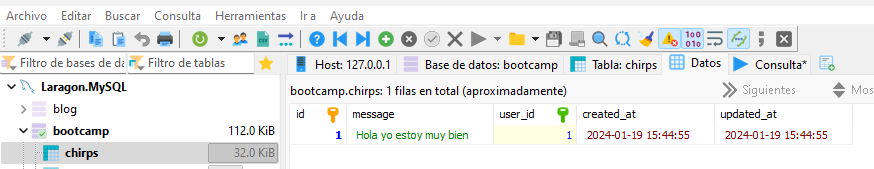 Archivo Editar Buscar Consulta Herramientas Ir a Ayuda
Filtro de bases de da Filtro de tablas Host: 127.0.0.1 Base de datos: bootcamp Tabla: chirps Datos Consulta*
Laragon.MySQL bootcamp.chirps: 1 filas en total (aproximadamente) Siguientes Mos
blog id message user_id created_at updated_at
bootcamp 112.0 KiB 1 Hola yo estoy muy bien 1 2024-01-19 15:44:55 2024-01-19 15:44:55
chirps 32.0 KiB